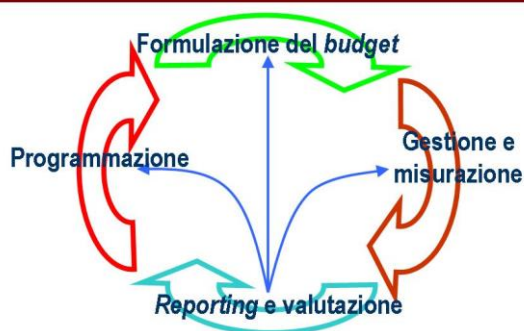 Formulazione del budget
Programmazione
Gestione e
misurazione
Reporting e valutazione